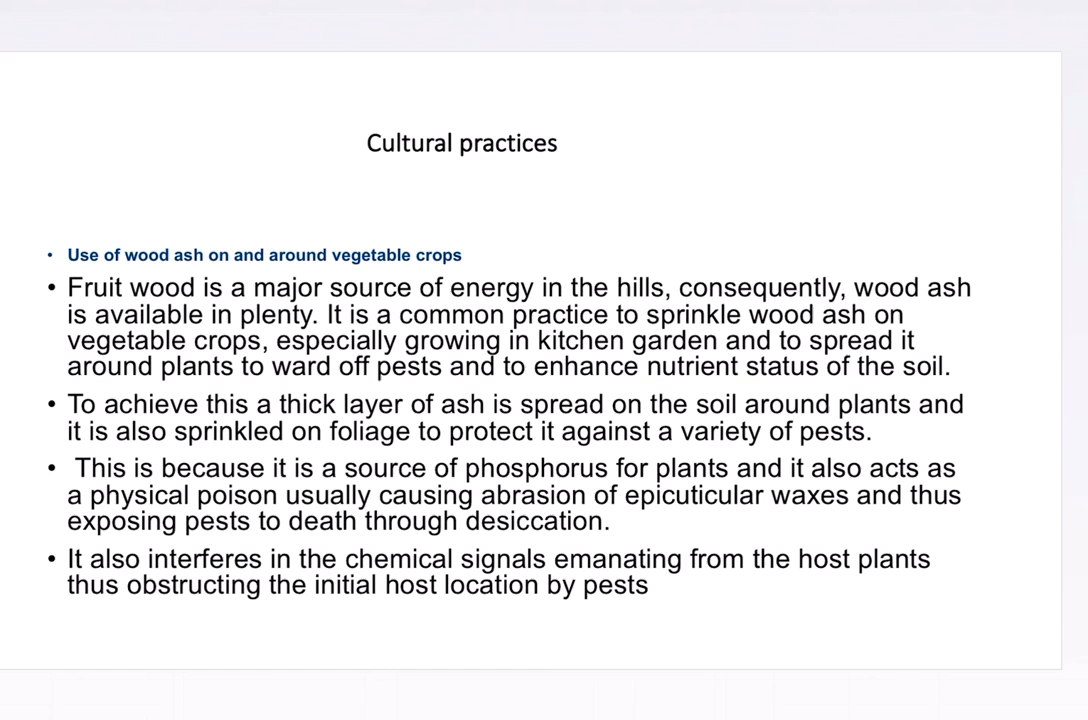 Cultural practices
• Use of wood ash on and around vegetable crops
• Fruit wood is a major source of energy in the hills, consequently, wood ash
is available in plenty. It is a common practice to sprinkle wood ash on
vegetable crops, especially growing in kitchen garden and to spread it
around plants to ward off pests and to enhance nutrient status of the soil.
• To achieve this a thick layer of ash is spread on the soil around plants and
it is also sprinkled on foliage to protect it against a variety of pests.
• This is because it is a source of phosphorus for plants and it also acts as
a physical poison usually causing abrasion of epicuticular waxes and thus
exposing pests to death through desiccation.
• It also interferes in the chemical signals emanating from the host plants
thus obstructing the initial host location by pests